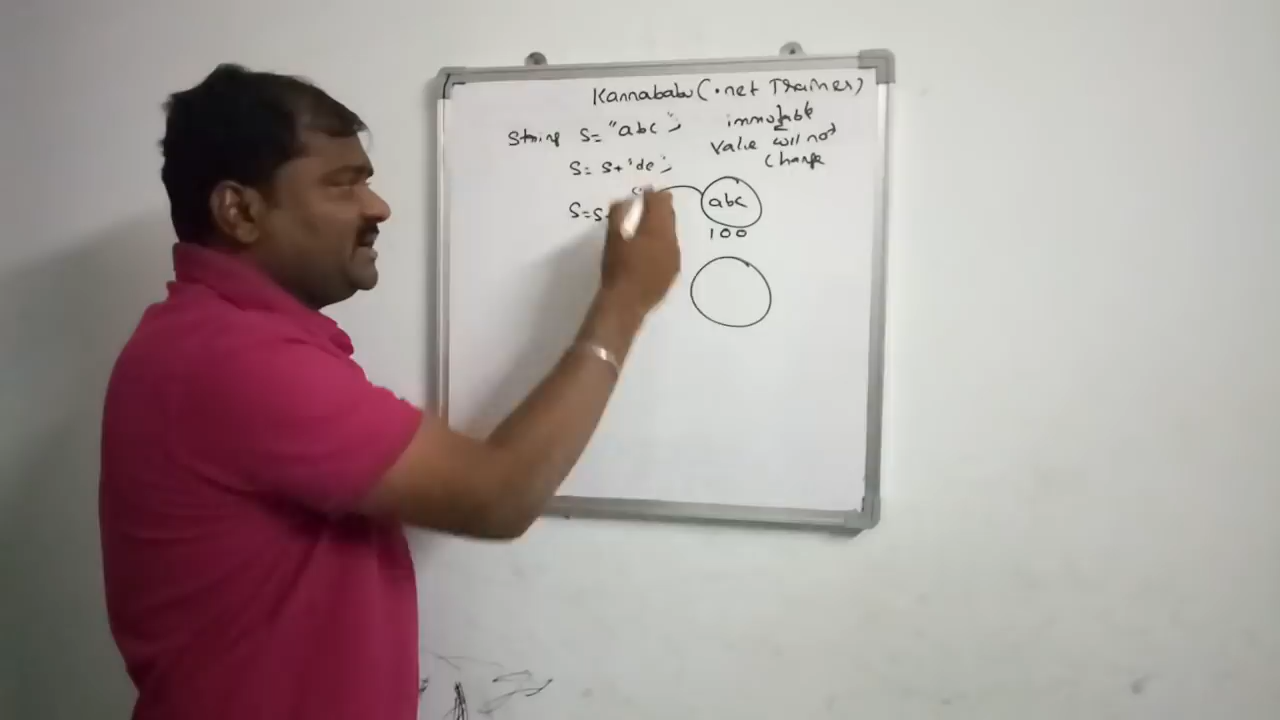 Kannababu (.net Trainer)
String S= "abc";
immutable
Value will not
Change
S= S+"de";
S=S+
abc
100